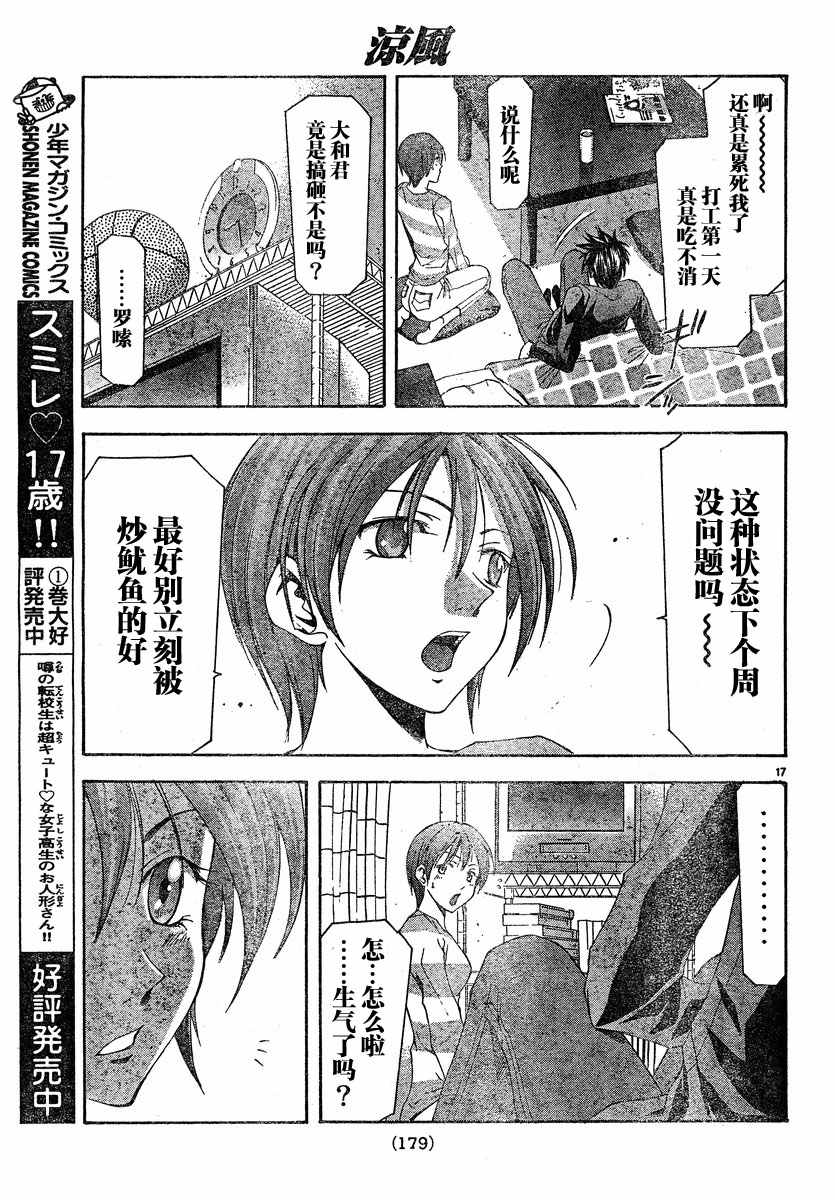 涼風
啊～～～～
还真是累死我了
打工第一天
真是吃不消
说什么呢
大和君
竟是搞砸不是吗？
……罗嗦
这种状态下个周
没问题吗～～～～
最好别立刻被
炒鱿鱼的好
17
………
怎…怎么啦
……生气了吗？
(179)
少年マガジン・コミックス
SHONEN MAGAZINE COMICS
スミレ♡17歳!!
①巻大好
評発売中
噂の転校生は超キュート♡な女子高生のお人形さん!!
好評発売中